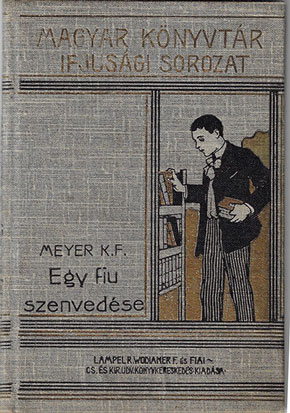 MAGYAR KÖNYVTÁR
IFJUSÁGI SOROZAT
MEYER K.F.
Egy fiu
szenvedése
LAMPEL R. WODIANER F. és FIAI~
CS. ÉS KIR. UDV. KÖNYVKERESKEDÉS KIADÁSA.